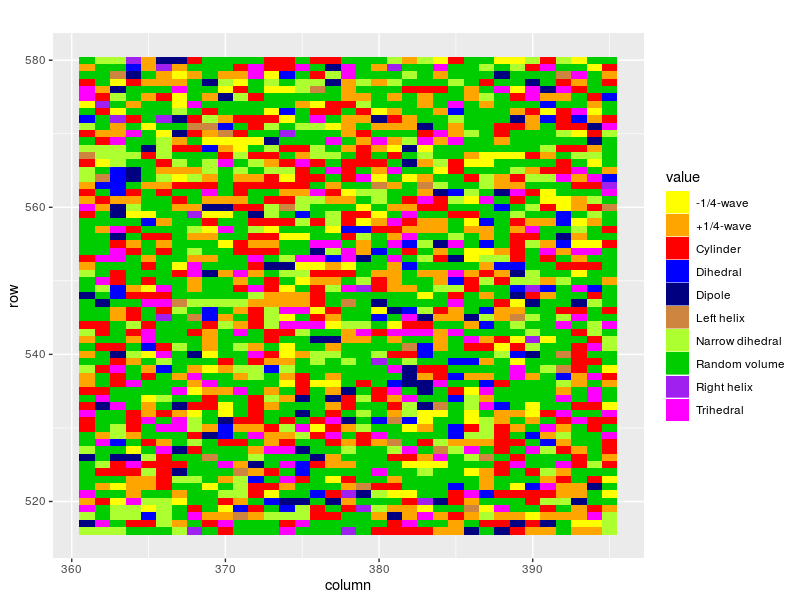 580
560
540
520
360
370
380
390
column
row
value
-1/4-wave
+1/4-wave
Cylinder
Dihedral
Dipole
Left helix
Narrow dihedral
Random volume
Right helix
Trihedral